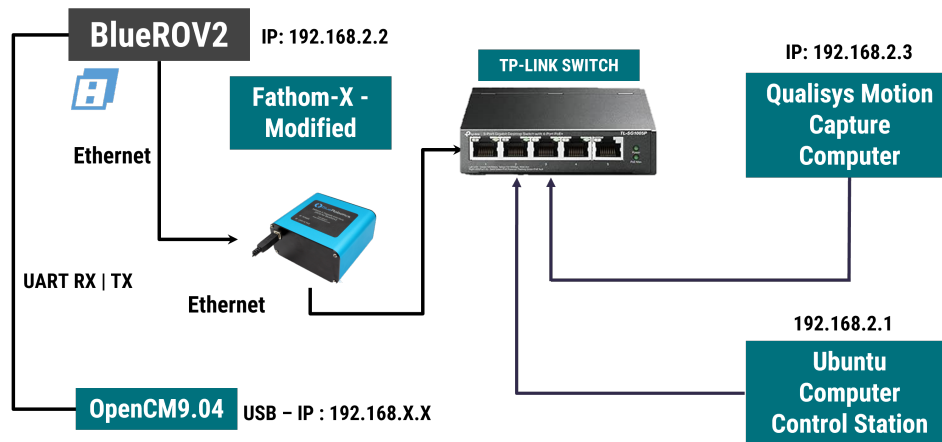 BlueROV2
IP: 192.168.2.2
TP-LINK SWITCH
IP: 192.168.2.3
Fathom-X -
Modified
Qualisys Motion
Capture
Computer
TL-SG1005P
Ethernet
UART RX | TX
Ethernet
192.168.2.1
Ubuntu
Computer
Control Station
OpenCM9.04
USB – IP : 192.168.X.X